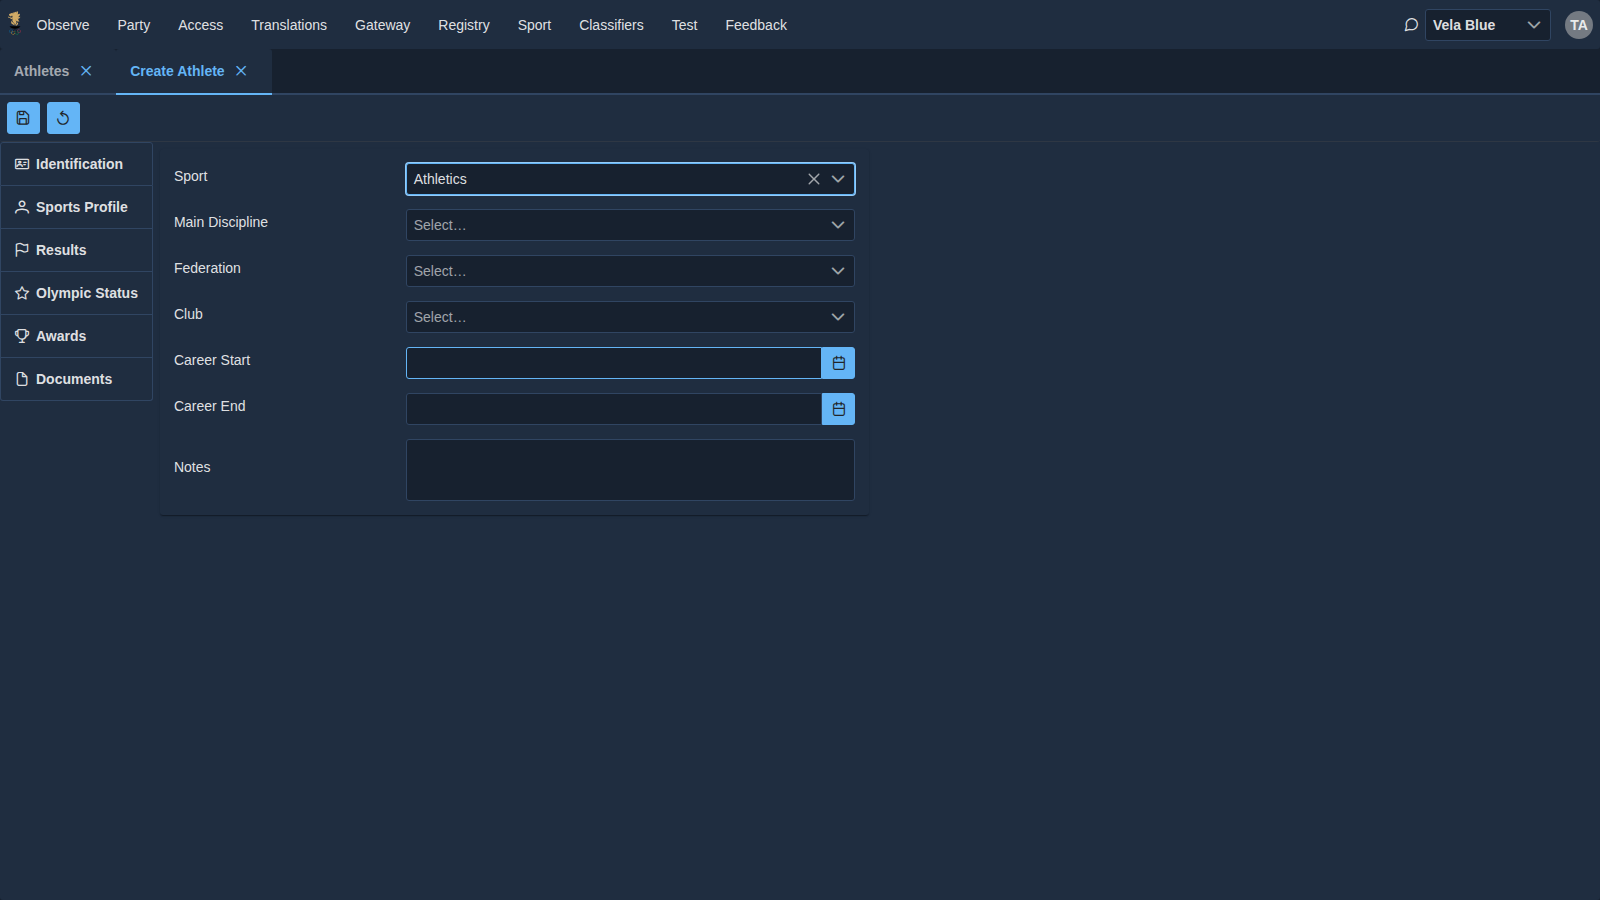 Observe Party Access Translations Gateway Registry Sport Classifiers Test Feedback Vela Blue TA
Athletes Create Athlete
Identification
Sports Profile
Results
Olympic Status
Awards
Documents
Sport Athletics
Main Discipline Select...
Federation Select...
Club Select...
Career Start
Career End
Notes